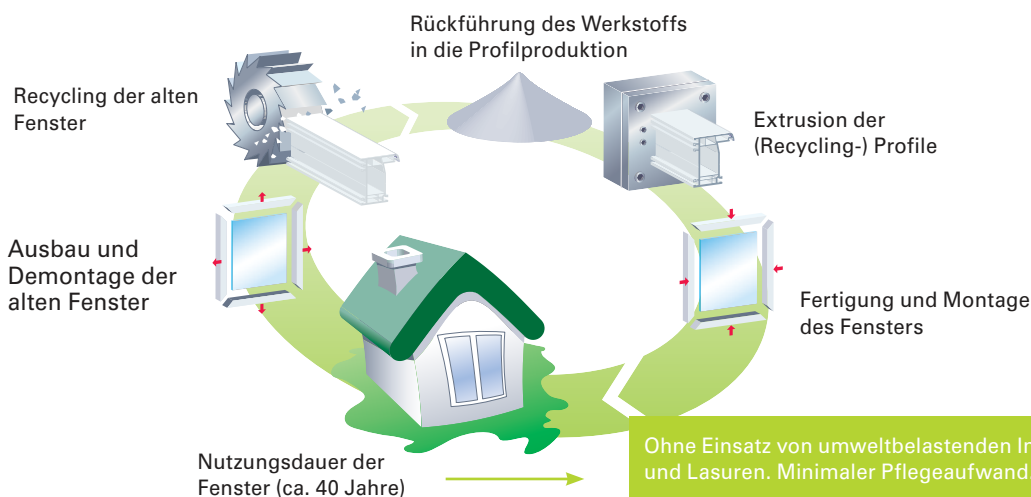 Rückführung des Werkstoffs
in die Profilproduktion
Recycling der alten
Fenster
Extrusion der
(Recycling-) Profile
Ausbau und
Demontage der
alten Fenster
Fertigung und Montage
des Fensters
Nutzungsdauer der
Fenster (ca. 40 Jahre)
Ohne Einsatz von umweltbelastenden
und Lasuren. Minimaler Pflegeaufwand